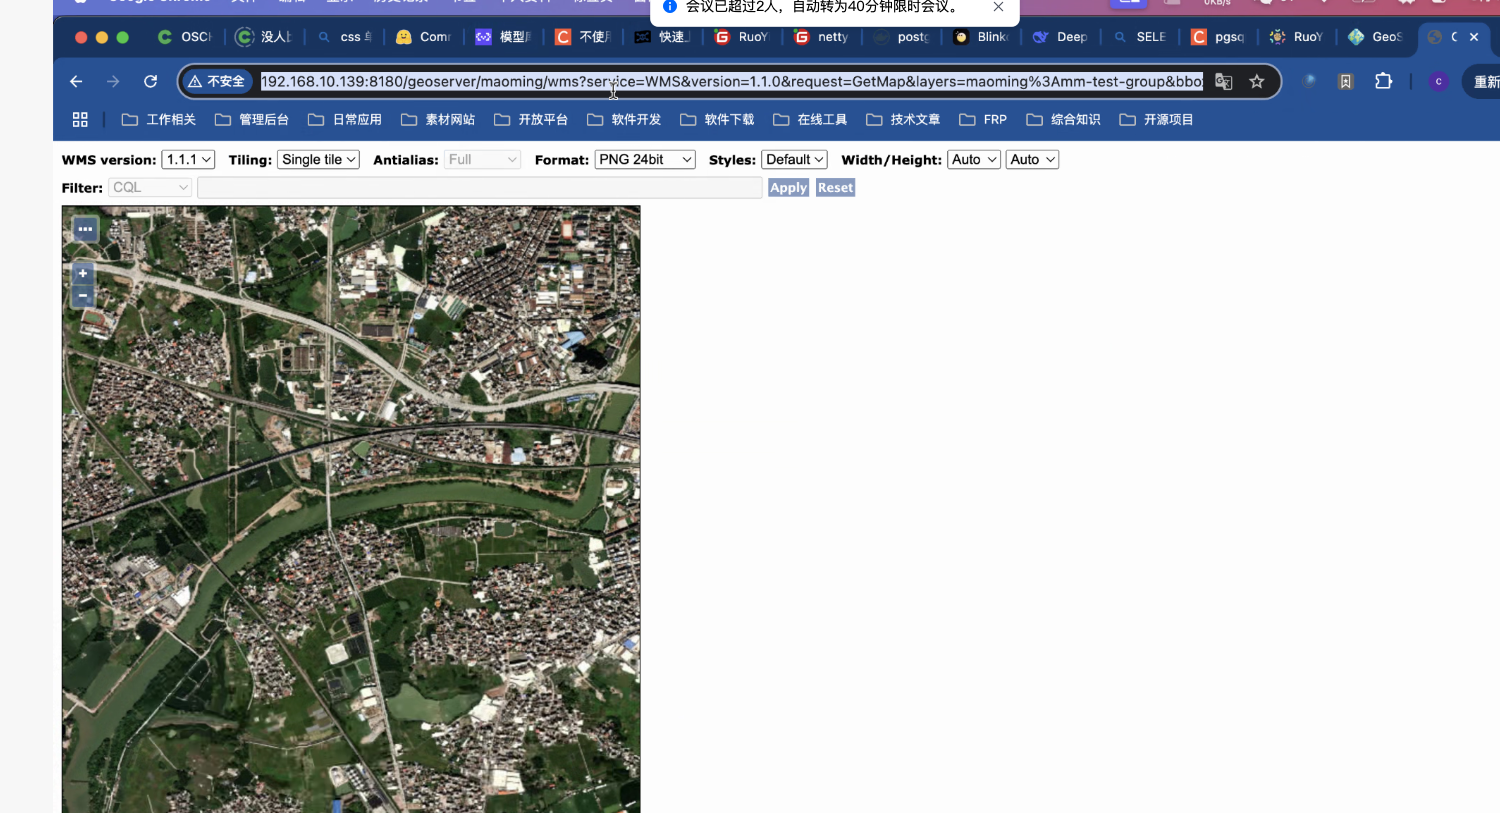 会议已超过2人，自动转为40分钟限时会议。
0KB/s
OSCH
没人
css
Com
模型
不使
快速
RuoY
netty
postg
Blink
Deep
SELE
pgsq
RuoY
GeoS
不安全 192.168.10.139:8180/geoserver/maoming/wms?service=WMS&version=1.1.0&request=GetMap&layers=maoming%3Amm-test-group&bbo 重新
工作相关 管理后台 日常应用 素材网站 开放平台 软件开发 软件下载 在线工具 技术文章 FRP 综合知识 开源项目
WMS version: 1.1.1 Tiling: Single tile Antialias: Full Format: PNG 24bit Styles: Default Width/Height: Auto Auto
Filter: CQL Apply Reset